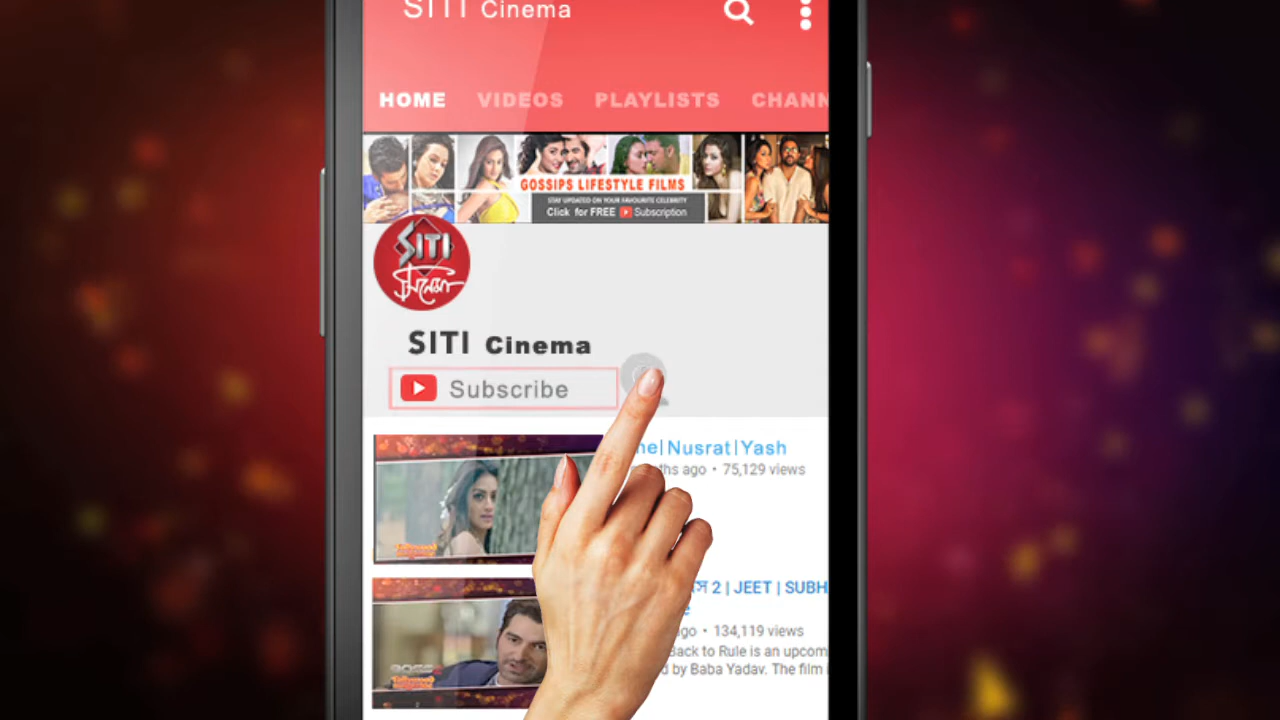 SITI Cinema
HOME VIDEOS PLAYLISTS CHANN
GOSSIPS LIFESTYLE FILMS
STAY UPDATED ON YOUR FAVOURITE CELEBRITY
Click for FREE Subscription
SITI
সিনেমা
SITI Cinema
Subscribe
ne|Nusrat|Yash
ths ago • 75,129 views
2 | JEET | SUBH
e
ago • 134,119 views
Back to Rule is an upcom
d by Baba Yadav. The film i